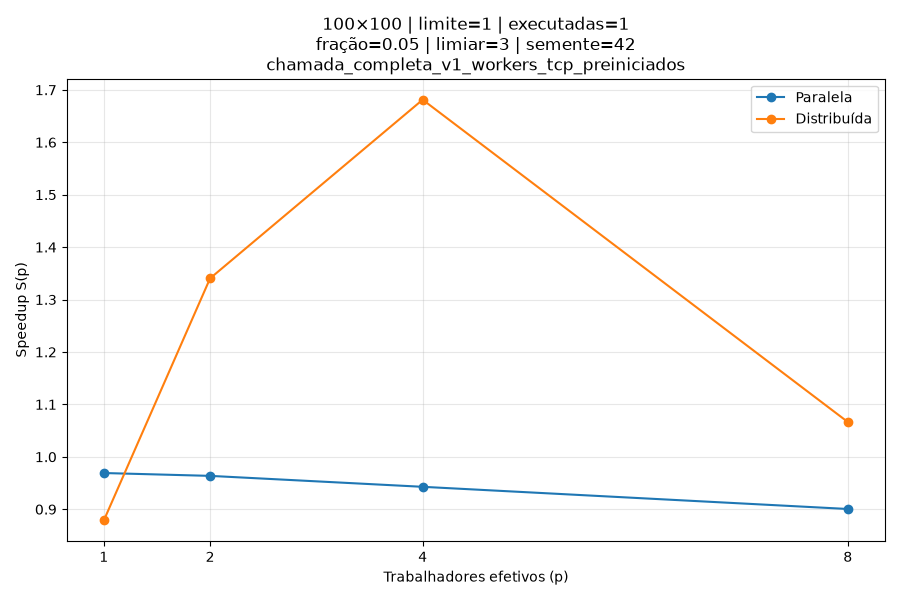 100×100 | limite=1 | executadas=1
fração=0.05 | limiar=3 | semente=42
chamada_completa_v1_workers_tcp_preiniciados
Paralela
Distribuída
Speedup S(p)
1.7
1.6
1.5
1.4
1.3
1.2
1.1
1.0
0.9
1
2
4
8
Trabalhadores efetivos (p)